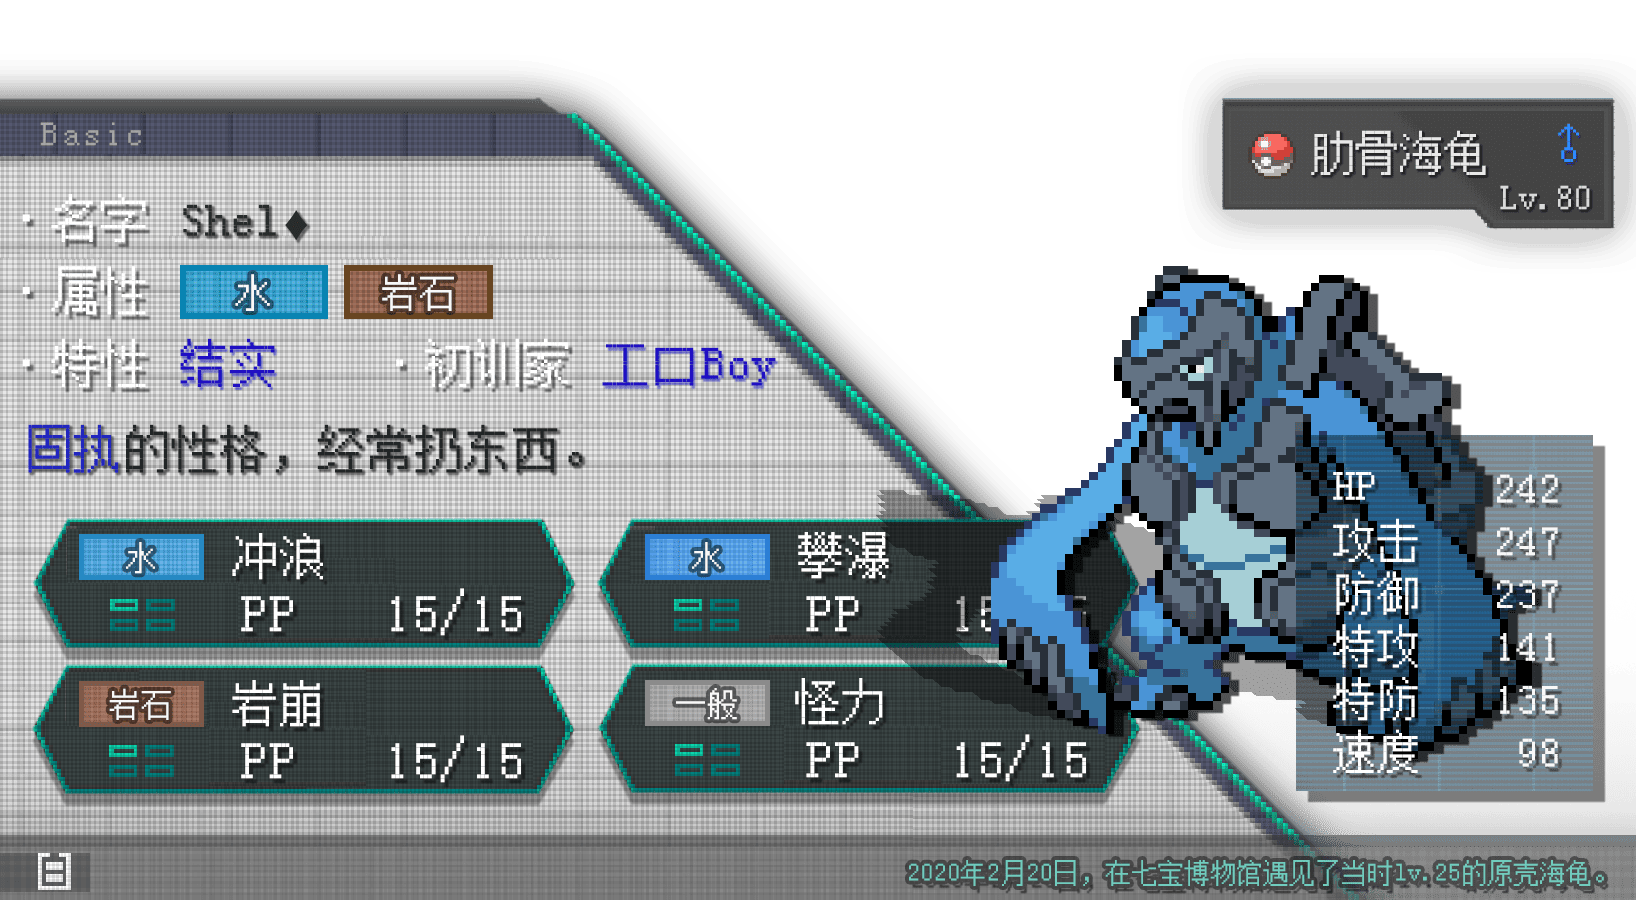 Basic
肋骨海龟 ↑
Lv.80
·名字 Shel♦
·属性 水 岩石
·特性 结实 ·初训家 工口Boy
固执的性格，经常扔东西。
水 冲浪
PP 15/15
水 攀瀑
PP 15
岩石 岩崩
PP 15/15
一般 怪力
PP 15/15
HP 242
攻击 247
防御 237
特攻 141
特防 135
速度 98
2020年2月20日，在七宝博物馆遇见了当时lv.25的原壳海龟。